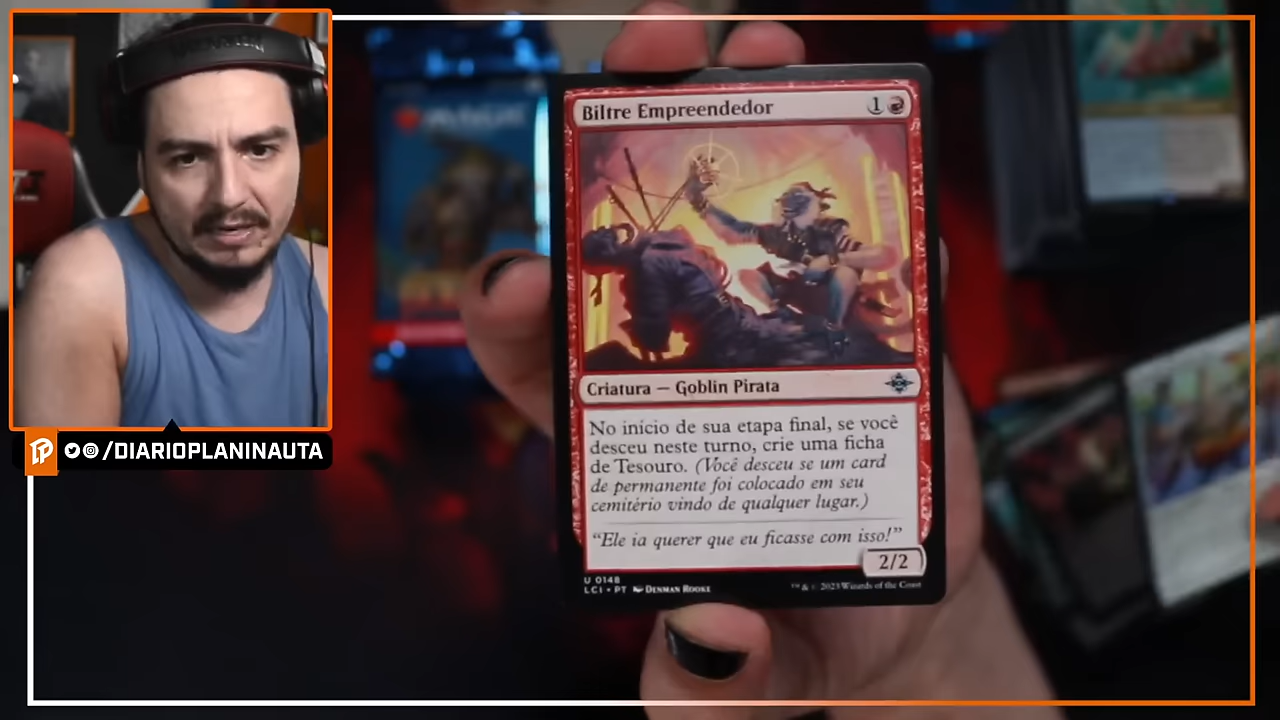 /DIARIOPLANINAUTA
Biltre Empreendedor 1
Criatura — Goblin Pirata
No início de sua etapa final, se você
desceu neste turno, crie uma ficha
de Tesouro. (Você desceu se um card
de permanente foi colocado em seu
cemitério vindo de qualquer lugar.)
“Ele ia querer que eu ficasse com isso!”
2/2
U 0148
LCI • PT Denman Rooke
™ & © 2023 Wizards of the Coast
MAGIC